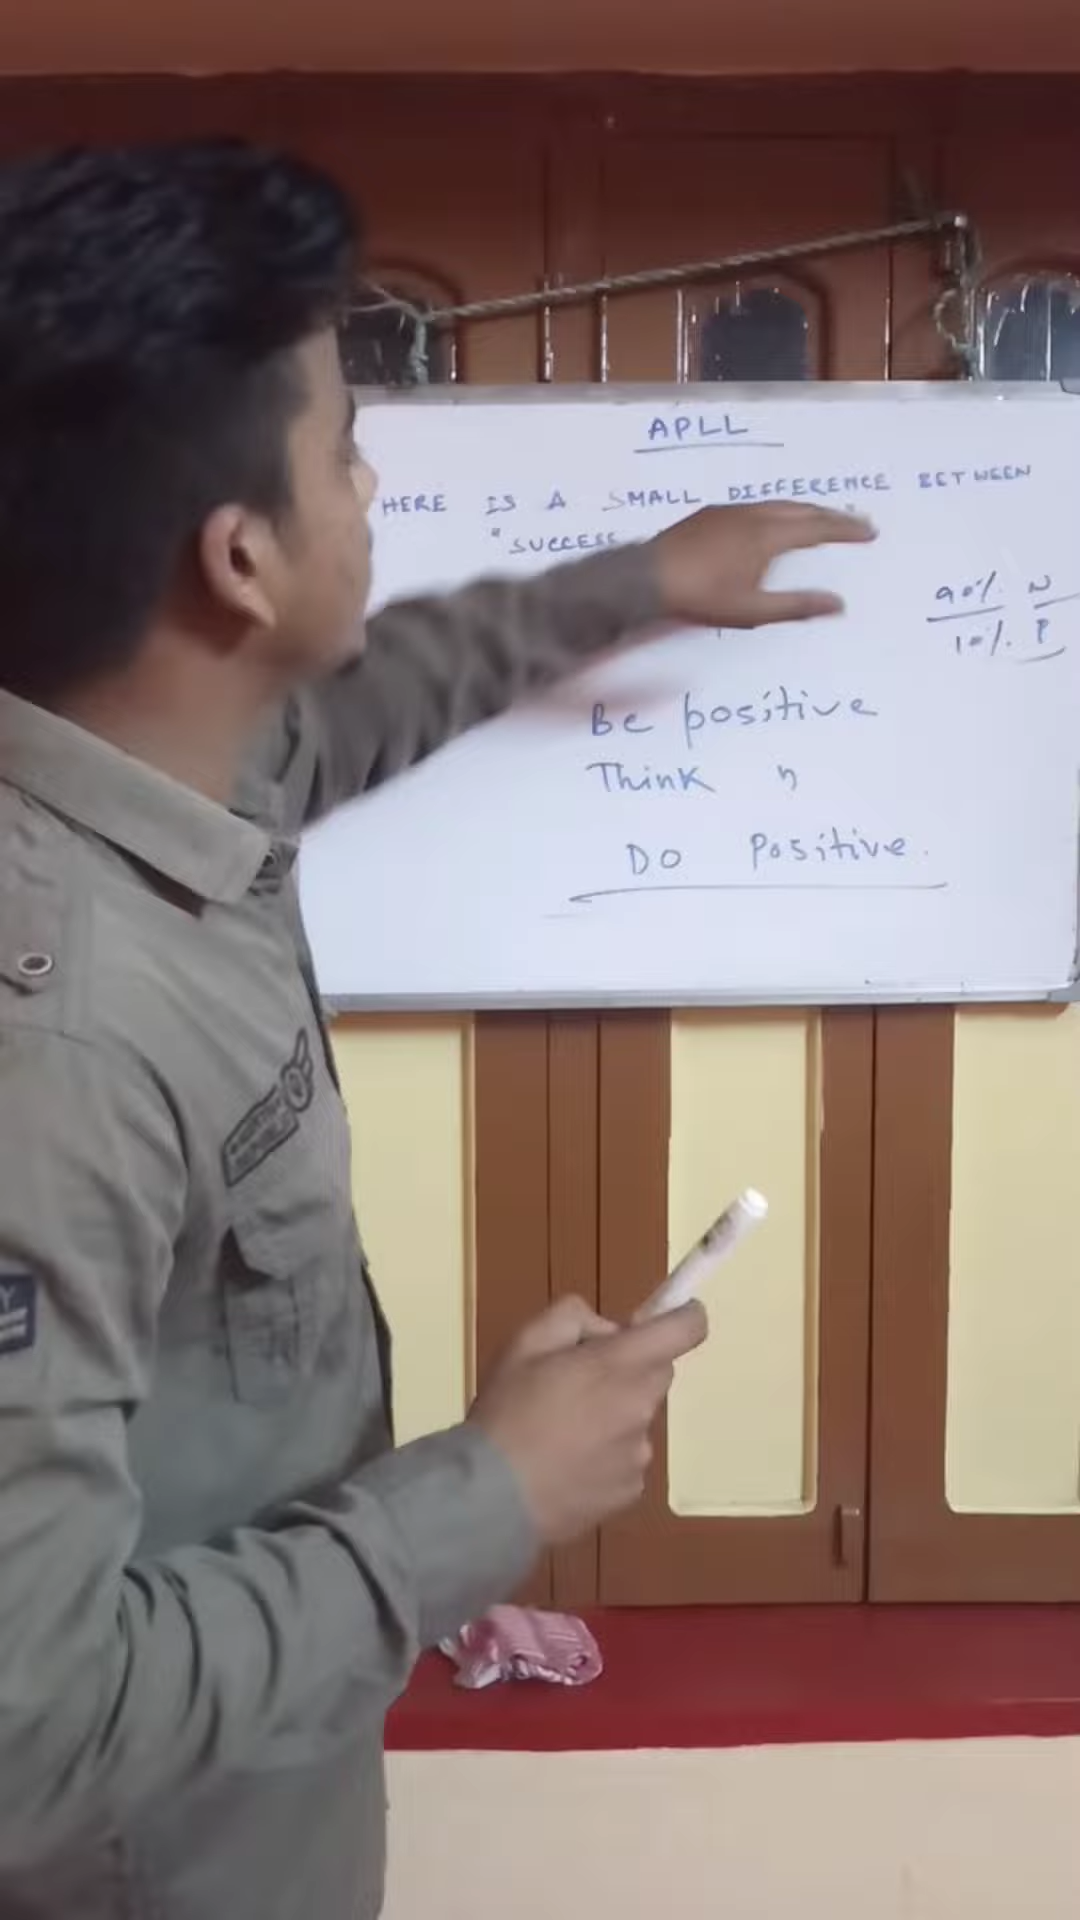 APLL
HERE IS A SMALL DIFFERENCE BETWEEN
"SUCCESS
90% N
10% P
Be positive
Think "
DO Positive.
Y